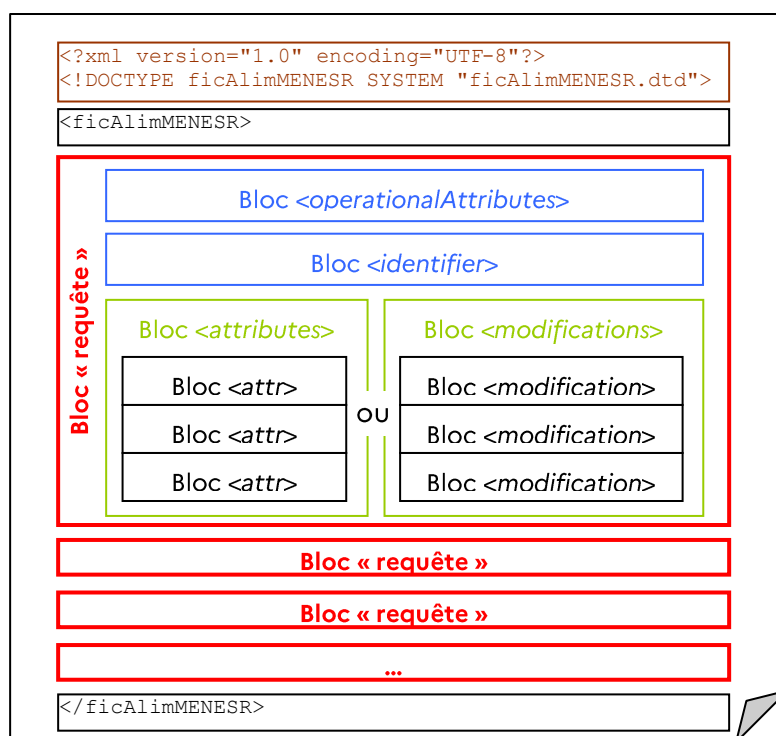 <?xml version="1.0" encoding="UTF-8"?>
<!DOCTYPE ficAlimMENESR SYSTEM "ficAlimMENESR.dtd">
<ficAlimMENESR>
Bloc « requête »
Bloc <operationalAttributes>
Bloc <identifier>
Bloc <attributes>
Bloc <attr>
Bloc <attr>
Bloc <attr>
ou
Bloc <modifications>
Bloc <modification>
Bloc <modification>
Bloc <modification>
Bloc « requête »
Bloc « requête »
...
</ficAlimMENESR>